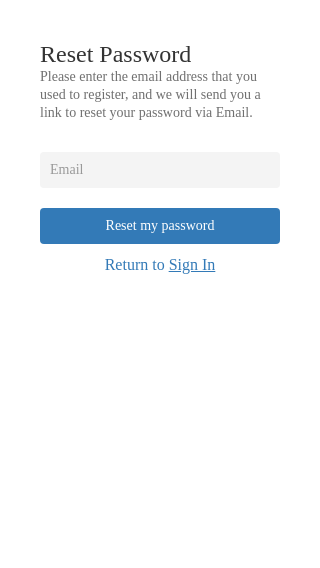 Reset Password
Please enter the email address that you
used to register, and we will send you a
link to reset your password via Email.
Email
Reset my password
Return to Sign In